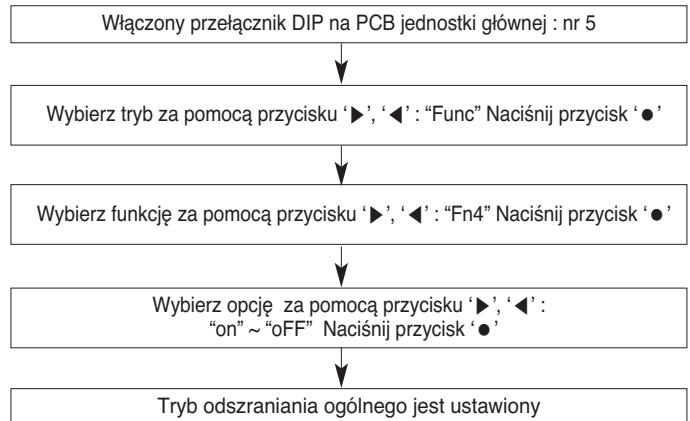 Włączony przełącznik DIP na PCB jednostki głównej : nr 5
Wybierz tryb za pomocą przycisku ‘▶’, ‘◀’ : “Func” Naciśnij przycisk ‘●’
Wybierz funkcję za pomocą przycisku ‘▶’, ‘◀’ : “Fn4” Naciśnij przycisk ‘●’
Wybierz opcję za pomocą przycisku ‘▶’, ‘◀’ :
“on” ~ “oFF” Naciśnij przycisk ‘●’
Tryb odszraniania ogólnego jest ustawiony